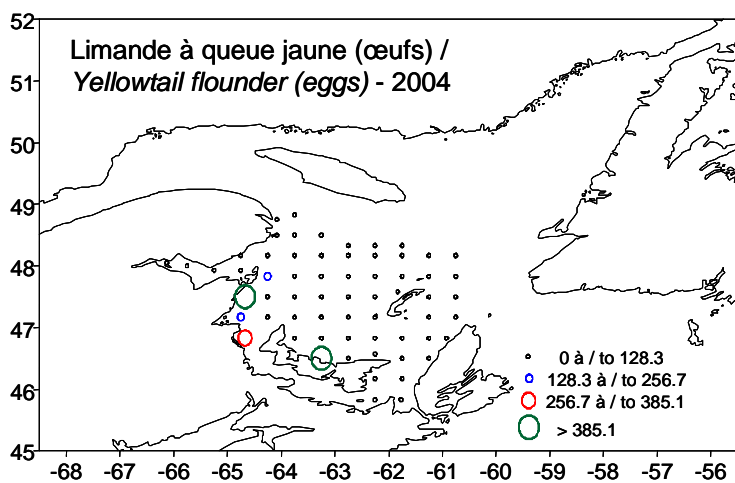 Limande à queue jaune (œufs) /
Yellowtail flounder (eggs) - 2004
52
51
50
49
48
47
46
45
0 à / to 128.3
128.3 à / to 256.7
256.7 à / to 385.1
> 385.1
-68 -67 -66 -65 -64 -63 -62 -61 -60 -59 -58 -57 -56